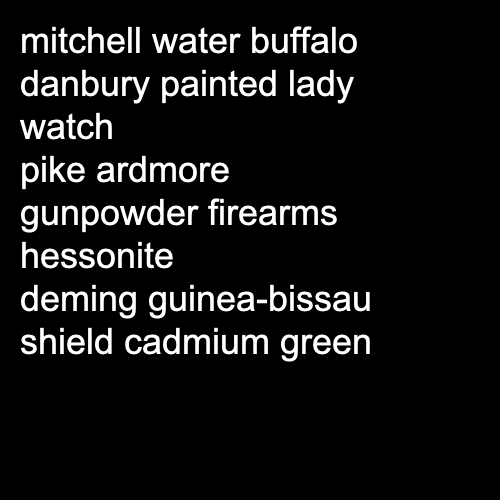 mitchell water buffalo
danbury painted lady
watch
pike ardmore
gunpowder firearms
hessonite
deming guinea-bissau
shield cadmium green